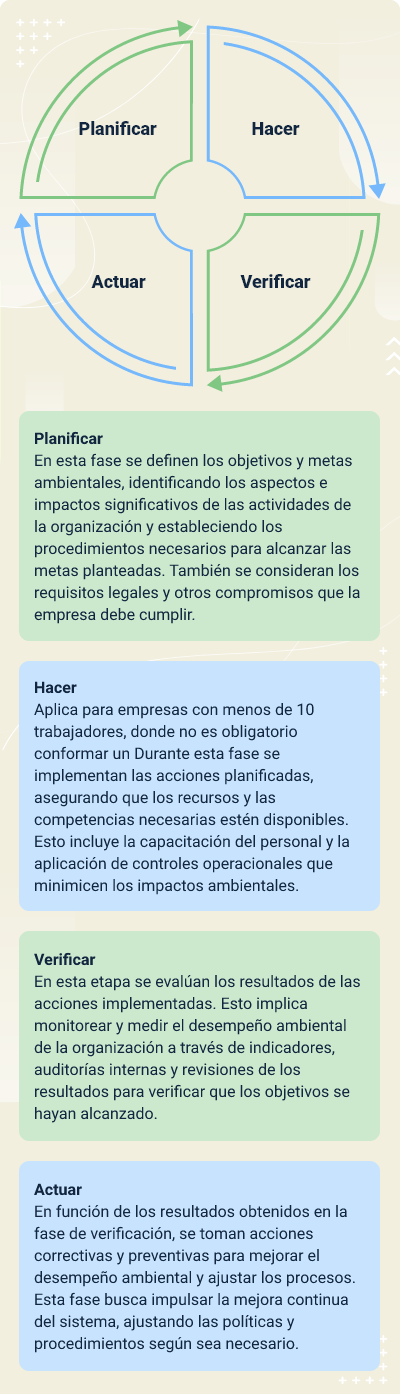 Planificar
Hacer
Actuar
Verificar
Planificar
En esta fase se definen los objetivos y metas
ambientales, identificando los aspectos e
impactos significativos de las actividades de
la organización y estableciendo los
procedimientos necesarios para alcanzar las
metas planteadas. También se consideran los
requisitos legales y otros compromisos que la
empresa debe cumplir.
Hacer
Aplica para empresas con menos de 10
trabajadores, donde no es obligatorio
conformar un Durante esta fase se
implementan las acciones planificadas,
asegurando que los recursos y las
competencias necesarias estén disponibles.
Esto incluye la capacitación del personal y la
aplicación de controles operacionales que
minimicen los impactos ambientales.
Verificar
En esta etapa se evalúan los resultados de las
acciones implementadas. Esto implica
monitorear y medir el desempeño ambiental
de la organización a través de indicadores,
auditorías internas y revisiones de los
resultados para verificar que los objetivos se
hayan alcanzado.
Actuar
En función de los resultados obtenidos en la
fase de verificación, se toman acciones
correctivas y preventivas para mejorar el
desempeño ambiental y ajustar los procesos.
Esta fase busca impulsar la mejora continua
del sistema, ajustando las políticas y
procedimientos según sea necesario.